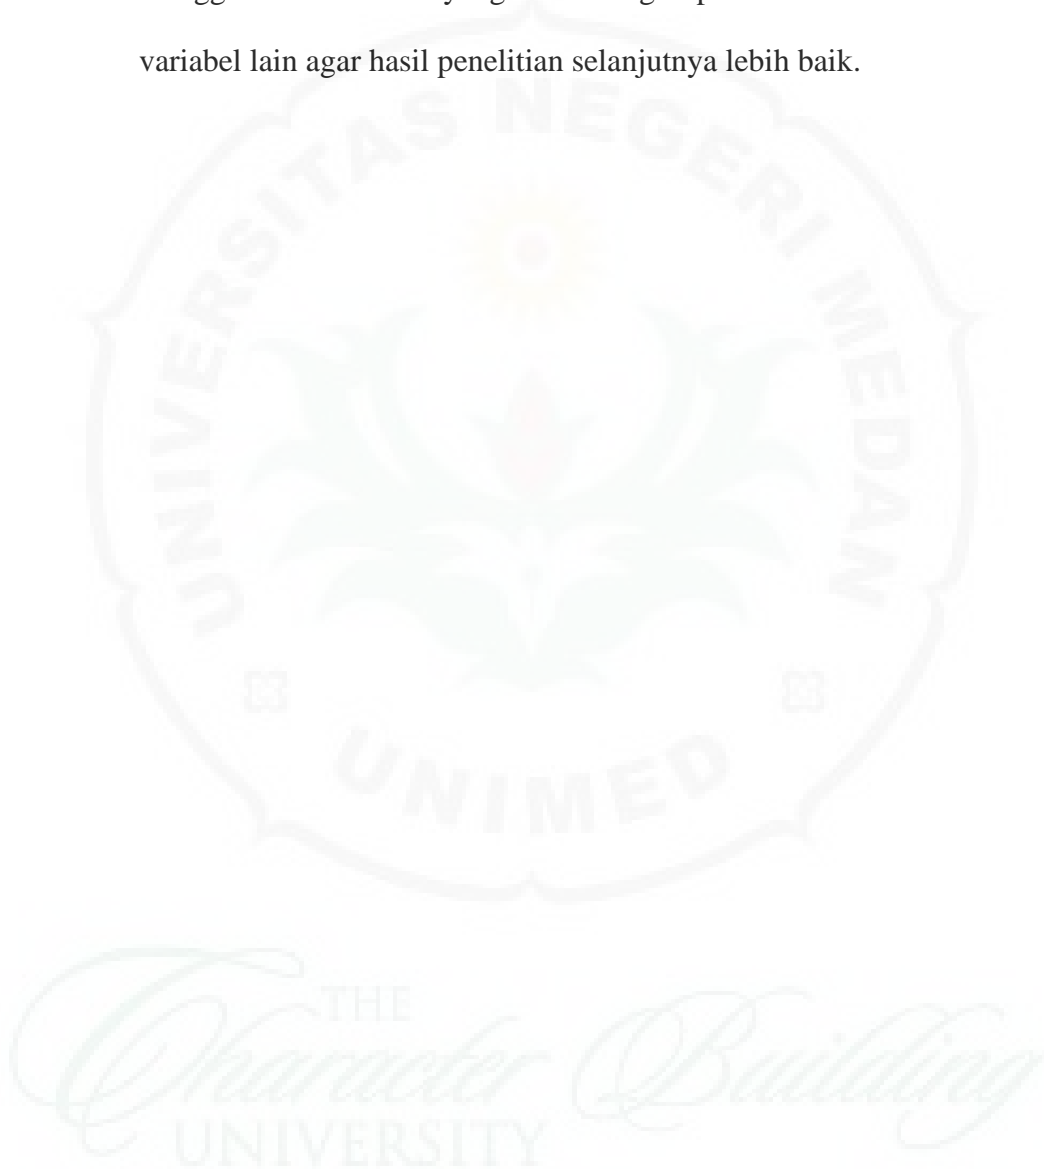 variabel lain agar hasil penelitian selanjutnya lebih baik.
UNIVERSITAS NEGERI MEDAN
UNIMED
THE
Character Building
UNIVERSITY